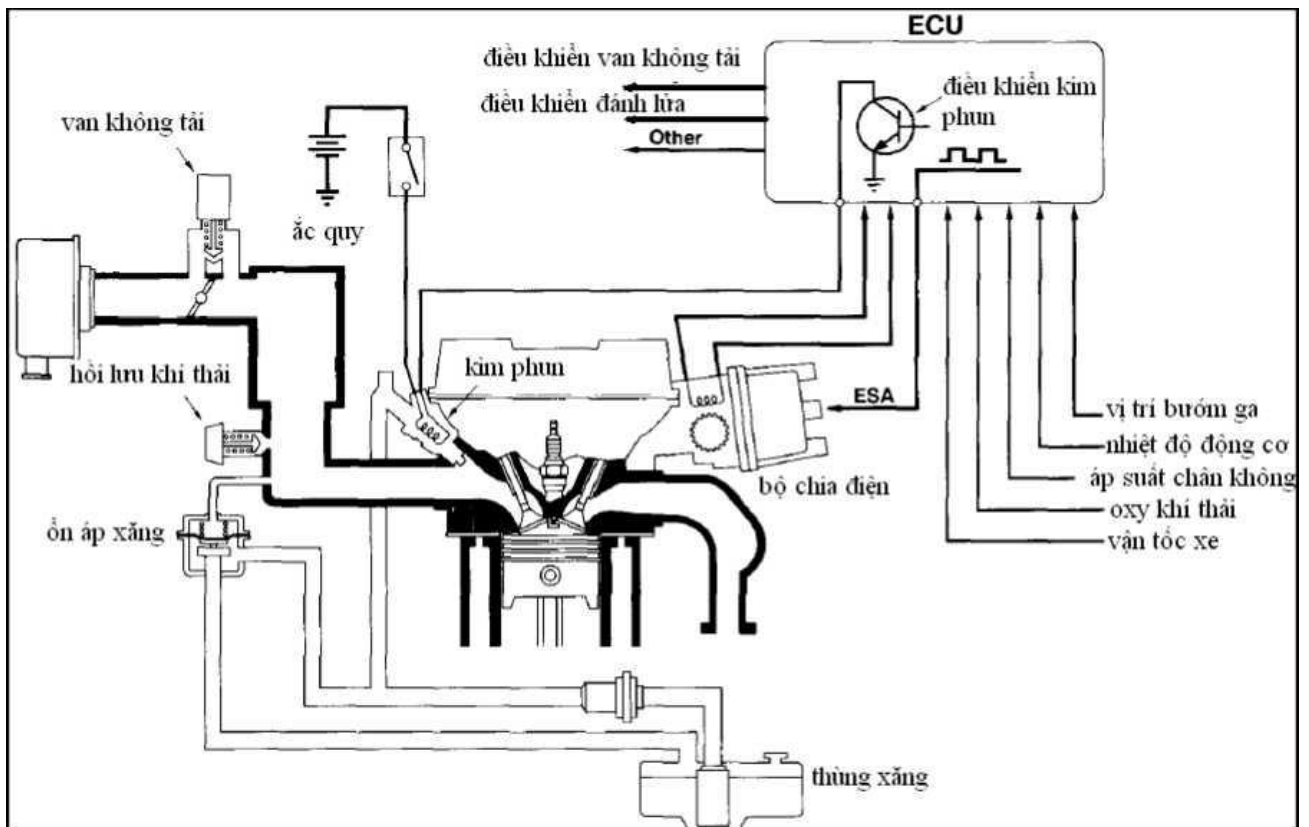 ECU
điều khiển van không tải
điều khiển đánh lửa
Other
điều khiển kim
phun
van không tải
ắc quy
hồi lưu khí thải
kim phun
ESA
vị trí bướm ga
nhiệt độ động cơ
áp suất chân không
oxy khí thải
vận tốc xe
bộ chia điện
ổn áp xăng
thùng xăng